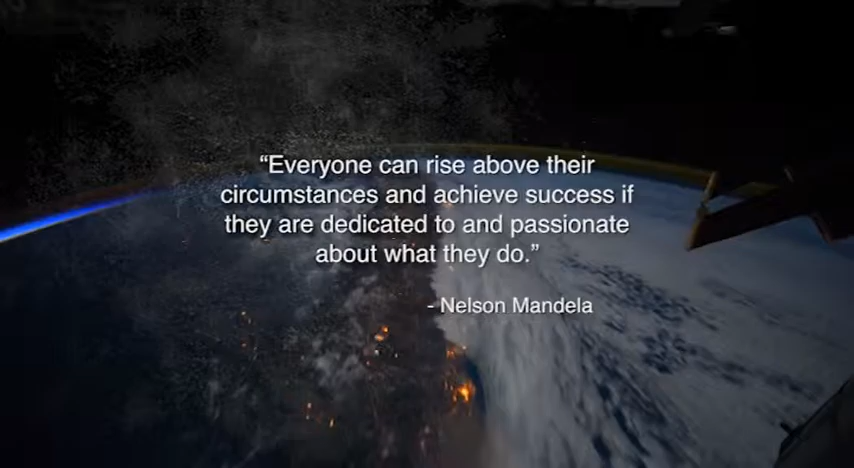 “Everyone can rise above their
circumstances and achieve success if
they are dedicated to and passionate
about what they do.”
- Nelson Mandela